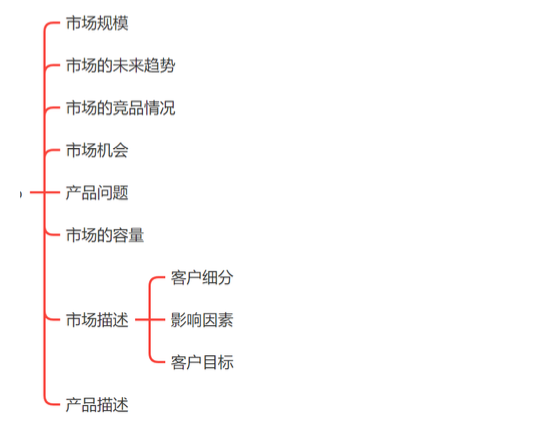 市场规模
市场的未来趋势
市场的竞品情况
市场机会
产品问题
市场的容量
市场描述
客户细分
影响因素
客户目标
产品描述